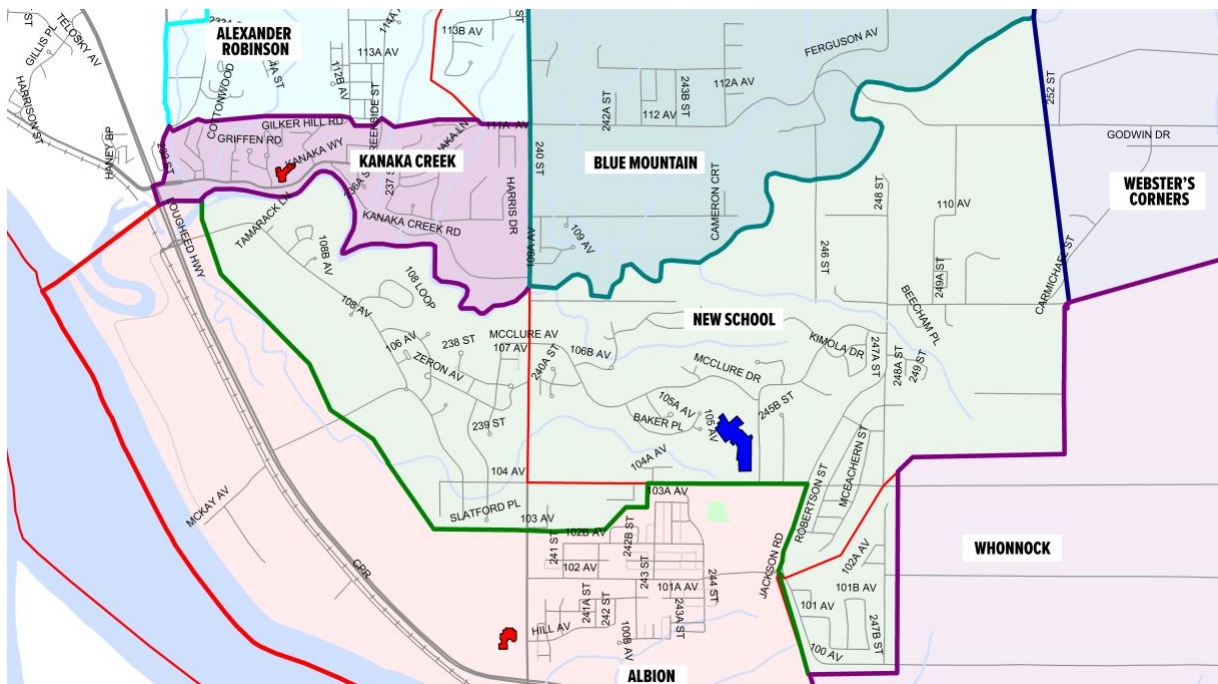 ST
113B AV
TELOSKY AV
GILLIS PL
ALEXANDER
ROBINSON
FERGUSON AV
113A AV
112B AV
112A AV
243B ST
242A ST
112 AV
252 ST
HARRISON ST
COTTONWOOD
GILKER HILL RD
111A AV
GRIFFEN RD
KANAKA WY
KANAKA CREEK
240 ST
BLUE MOUNTAIN
GODWIN DR
WEBSTER'S
CORNERS
HARRIS DR
CAMERON CRT
248 ST
110 AV
TAMARACK LN
KANAKA CREEK RD
109 AV
LOUGHEED HWY
108B AV
246 ST
108 LOOP
249A ST
CARMICHAEL ST
BEECHAM PL
108 AV
NEW SCHOOL
238 ST
MCCLURE AV
107 AV
106B AV
KIMOLA DR
106 AV
ZERON AV
240A ST
MCCLURE DR
247A ST
248A ST
249 ST
105A AV
245B ST
239 ST
BAKER PL
105 AV
104A AV
104 AV
103A AV
MCEACHERN ST
ROBERTSON ST
SLATFORD PL
103 AV
102B AV
242B ST
MCKAY AV
241 ST
WHONNOCK
102 AV
243 ST
JACKSON RD
102A AV
CPR
101A AV
244 ST
101B AV
241A ST
242 ST
243A ST
101 AV
HILL AV
100B AV
247B ST
100 AV
ALBION